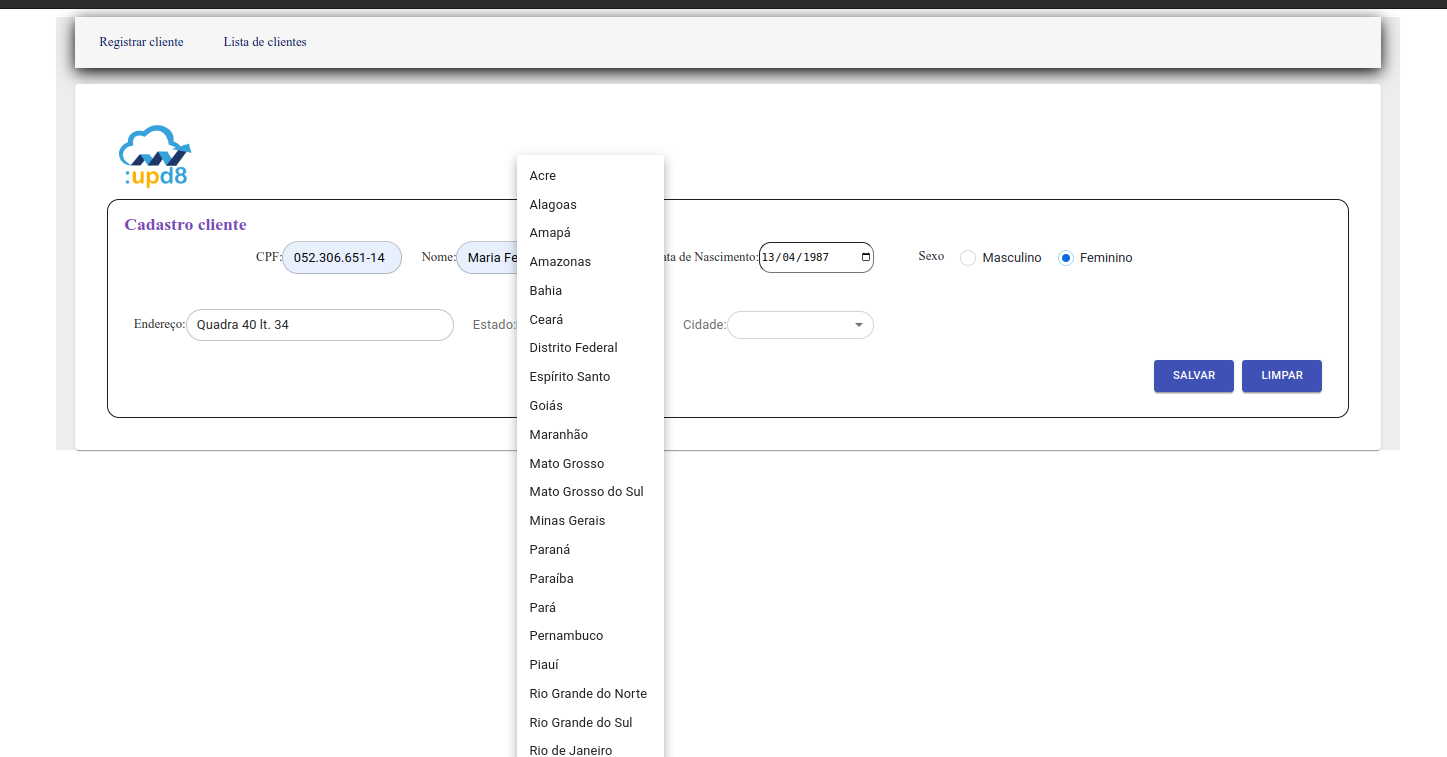 Registrar cliente Lista de clientes
:upd8
Cadastro cliente
CPF: 052.306.651-14 Nome: Maria Fe de Nascimento: 13/04/1987 Sexo Masculino Feminino
Endereço: Quadra 40 lt. 34 Estado: Cidade:
SALVAR LIMPAR
Acre
Alagoas
Amapá
Amazonas
Bahia
Ceará
Distrito Federal
Espírito Santo
Goiás
Maranhão
Mato Grosso
Mato Grosso do Sul
Minas Gerais
Paraná
Paraíba
Pará
Pernambuco
Piauí
Rio Grande do Norte
Rio Grande do Sul
Rio de Janeiro